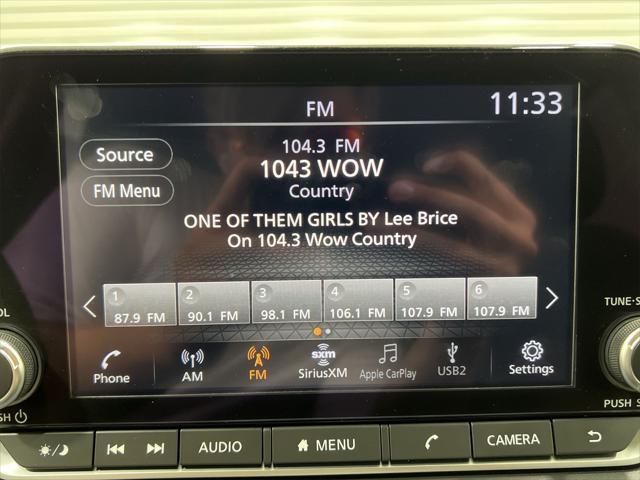 FM
11:33
Source
104.3 FM
1043 WOW
FM Menu
Country
ONE OF THEM GIRLS BY Lee Brice
On 104.3 Wow Country
1 2 3 4 5 6
87.9 FM 90.1 FM 98.1 FM 106.1 FM 107.9 FM 107.9 FM
Phone AM FM sxm SiriusXM Apple CarPlay USB2 Settings
TUNE·S
PUSH S
AUDIO MENU CAMERA